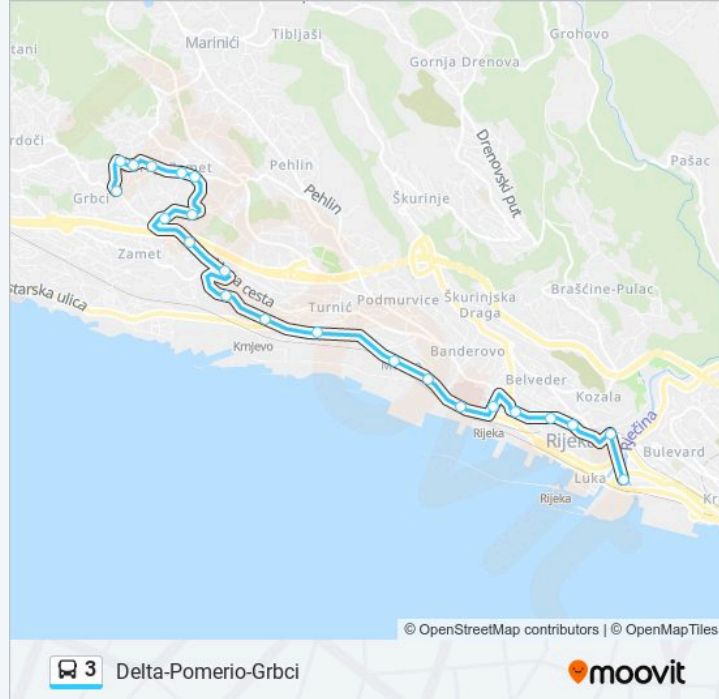 Tibljaši
Marinići
Grohovo
Gornja Drenova
Drenovski put
Pašac
Pehlin
Pehlin
Škurinje
Grbci
Zamet
Turnić
Podmurvice
Škurinjska
Draga
Brašćine-Pulac
Krnjevo
Banderovo
Belveder
Kozala
Rječina
Rijeka
Rijeka
Bulevard
Luka
Rijeka
© OpenStreetMap contributors | © OpenMapTiles
3 Delta-Pomerio-Grbci
moovit